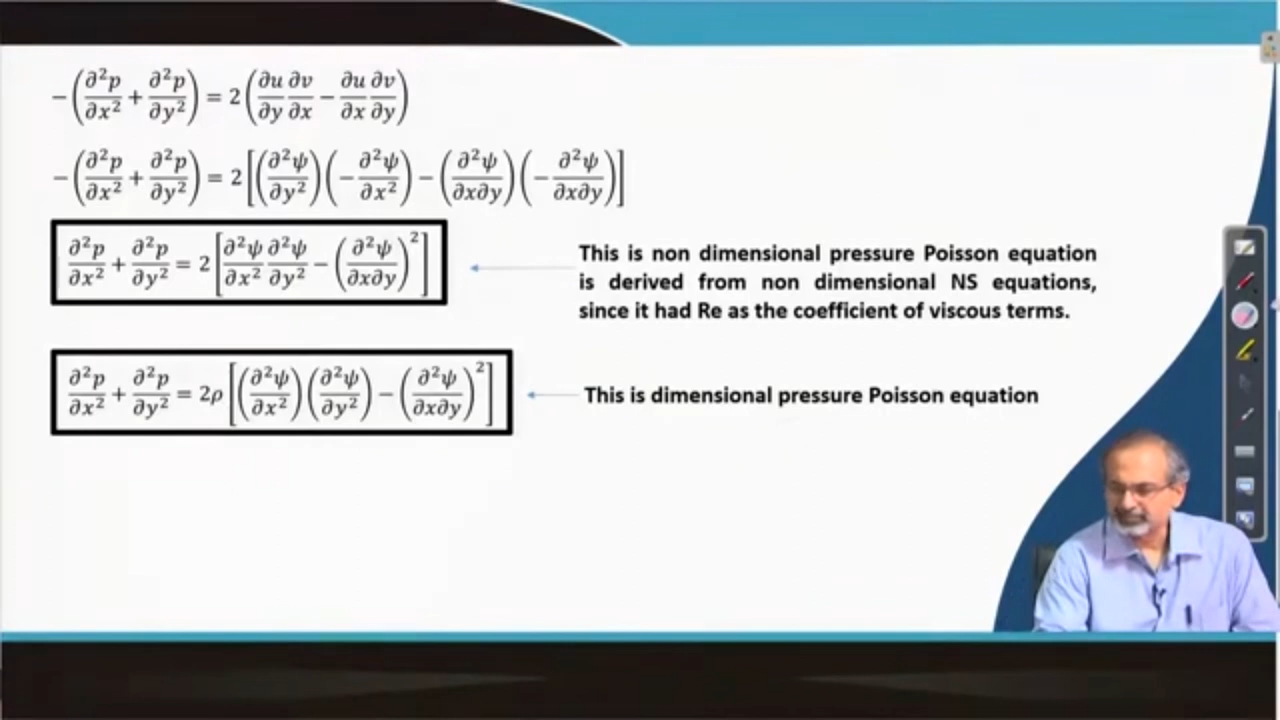 −(∂²p/∂x² + ∂²p/∂y²) = 2(∂u/∂y ∂v/∂x − ∂u/∂x ∂v/∂y)
−(∂²p/∂x² + ∂²p/∂y²) = 2[(∂²ψ/∂y²)(−∂²ψ/∂x²) − (∂²ψ/∂x∂y)(−∂²ψ/∂x∂y)]
∂²p/∂x² + ∂²p/∂y² = 2[∂²ψ/∂x² ∂²ψ/∂y² − (∂²ψ/∂x∂y)²]
This is non dimensional pressure Poisson equation
is derived from non dimensional NS equations,
since it had Re as the coefficient of viscous terms.
∂²p/∂x² + ∂²p/∂y² = 2ρ[(∂²ψ/∂x²)(∂²ψ/∂y²) − (∂²ψ/∂x∂y)²]
This is dimensional pressure Poisson equation